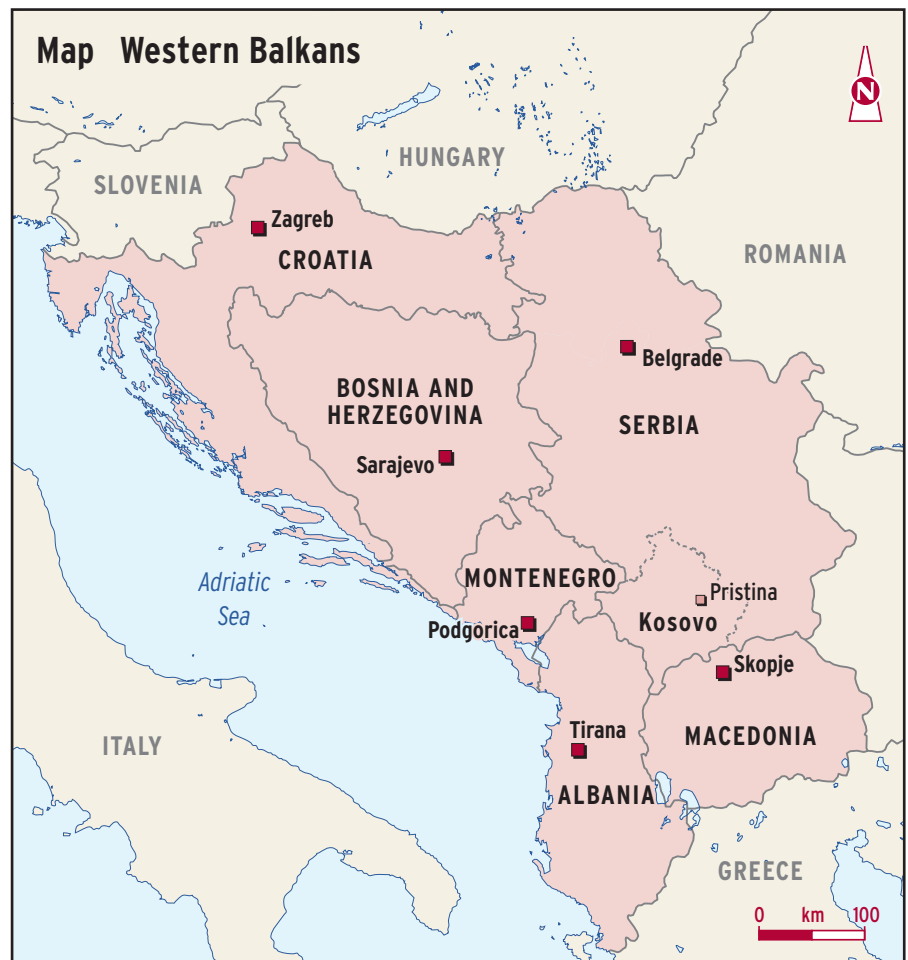 Map Western Balkans
N
HUNGARY
SLOVENIA
Zagreb
CROATIA
ROMANIA
Belgrade
BOSNIA AND
HERZEGOVINA
SERBIA
Sarajevo
Adriatic
Sea
MONTENEGRO
Pristina
Kosovo
Podgorica
Skopje
Tirana
MACEDONIA
ITALY
ALBANIA
GREECE
0 km 100